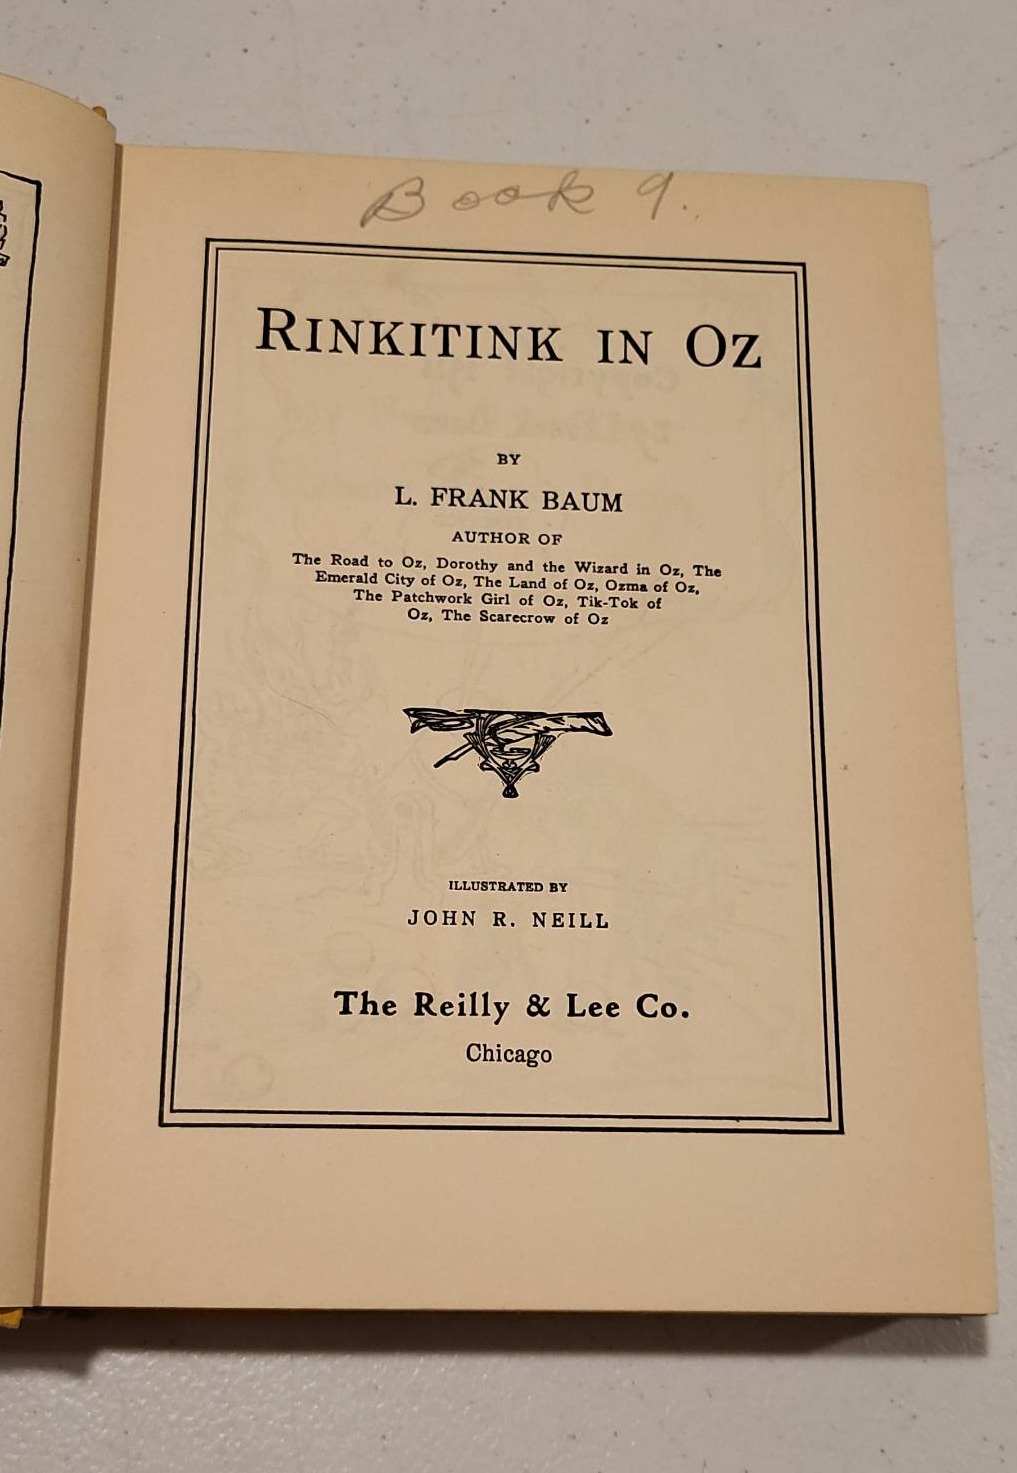 Book 9.
RINKITINK IN OZ
BY
L. FRANK BAUM
AUTHOR OF
The Road to Oz, Dorothy and the Wizard in Oz, The
Emerald City of Oz, The Land of Oz, Ozma of Oz,
The Patchwork Girl of Oz, Tik-Tok of
Oz, The Scarecrow of Oz
ILLUSTRATED BY
JOHN R. NEILL
The Reilly & Lee Co.
Chicago